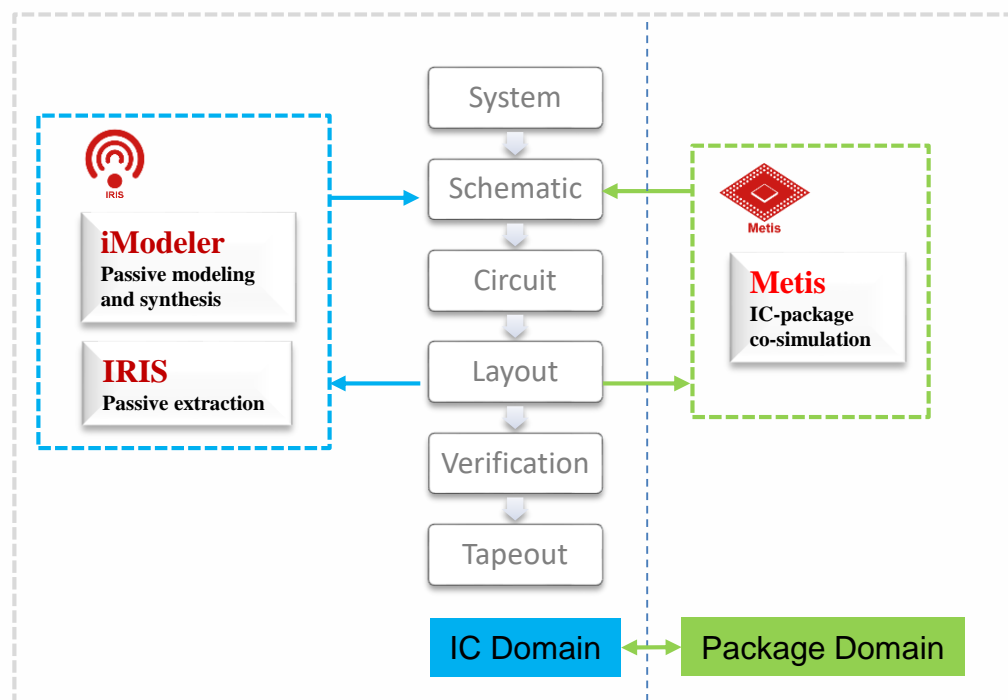 System
Schematic
Circuit
Layout
Verification
Tapeout
IRIS
iModeler
Passive modeling
and synthesis
IRIS
Passive extraction
Metis
Metis
IC-package
co-simulation
IC Domain
Package Domain